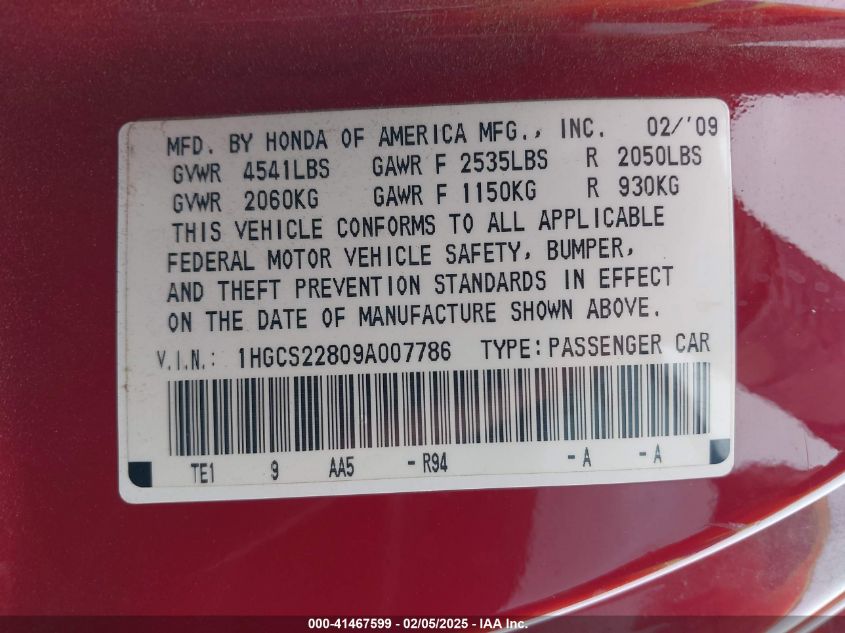 MFD. BY HONDA OF AMERICA MFG., INC. 02/'09
GVWR 4541LBS GAWR F 2535LBS R 2050LBS
GVWR 2060KG GAWR F 1150KG R 930KG
THIS VEHICLE CONFORMS TO ALL APPLICABLE
FEDERAL MOTOR VEHICLE SAFETY, BUMPER,
AND THEFT PREVENTION STANDARDS IN EFFECT
ON THE DATE OF MANUFACTURE SHOWN ABOVE.
V.I.N.: 1HGCS22809A007786 TYPE: PASSENGER CAR
TE1 9 AA5 -R94 -A -A
000-41467599 - 02/05/2025 - IAA Inc.